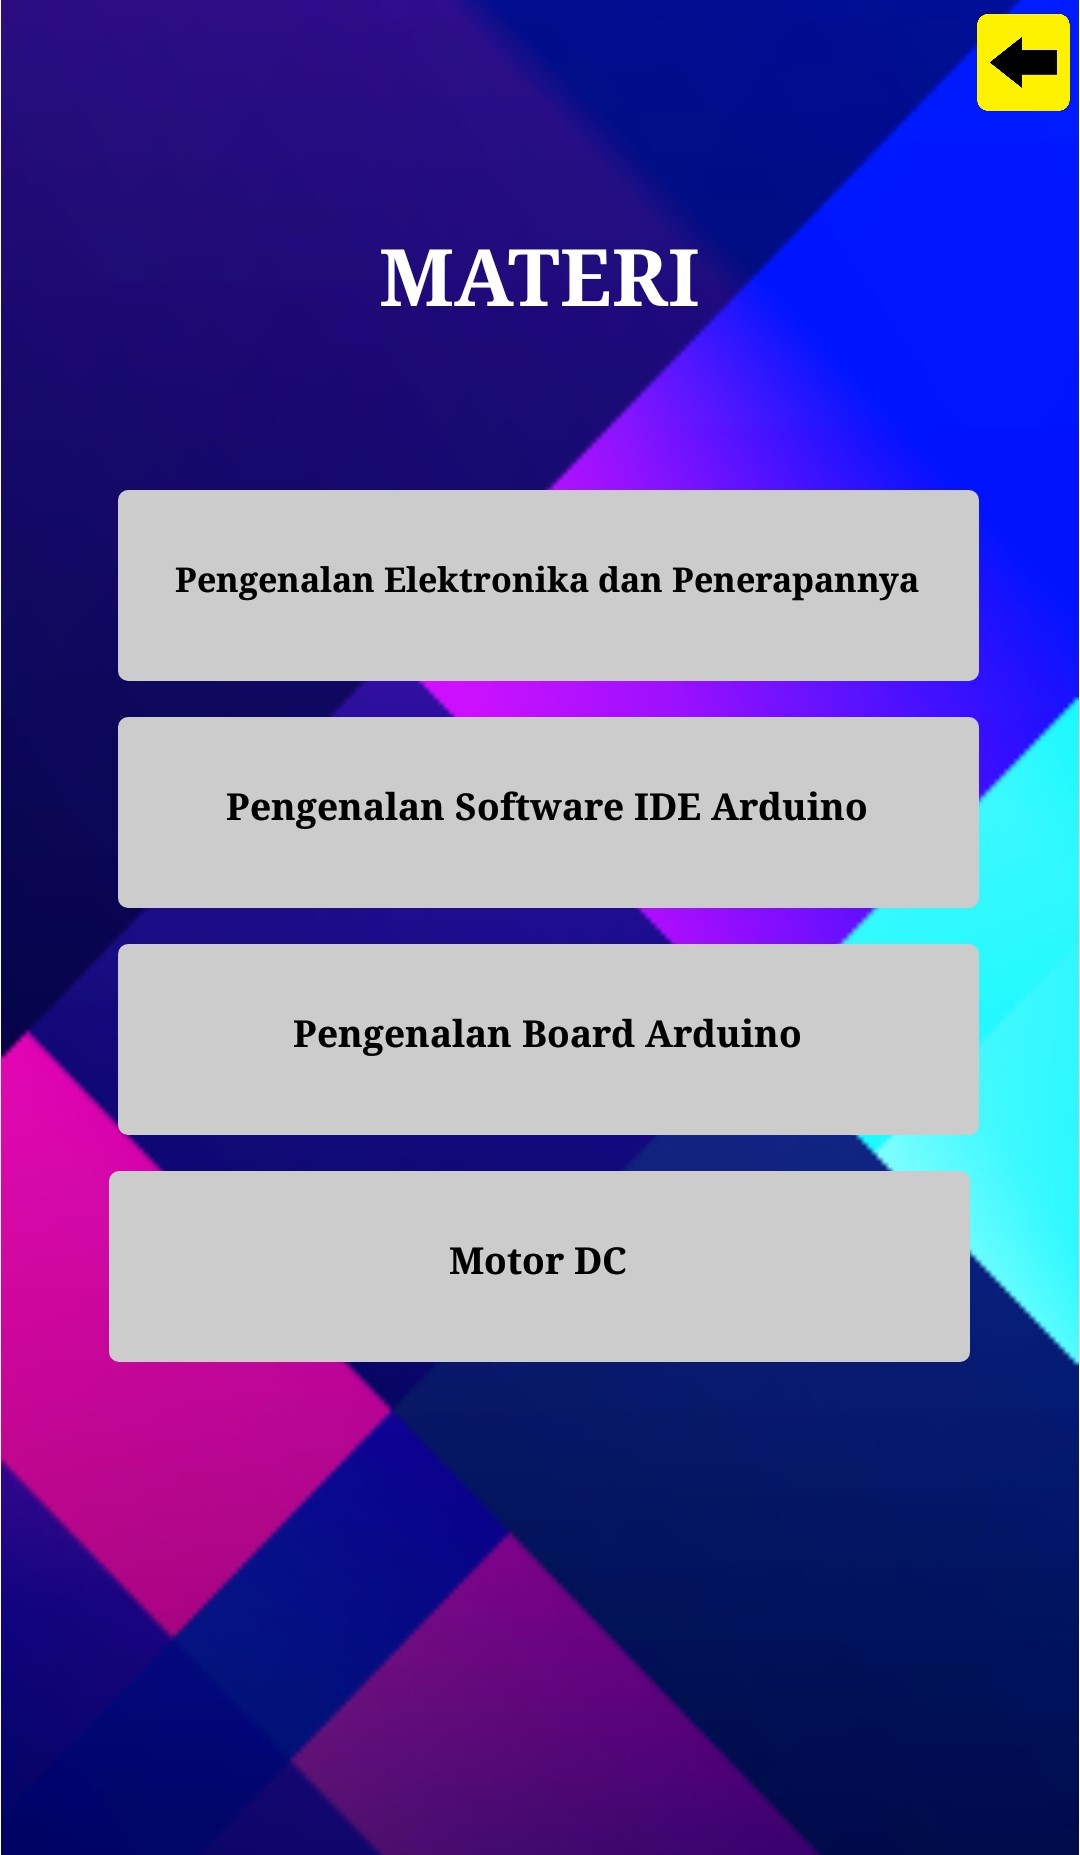 MATERI
Pengenalan Elektronika dan Penerapannya
Pengenalan Software IDE Arduino
Pengenalan Board Arduino
Motor DC